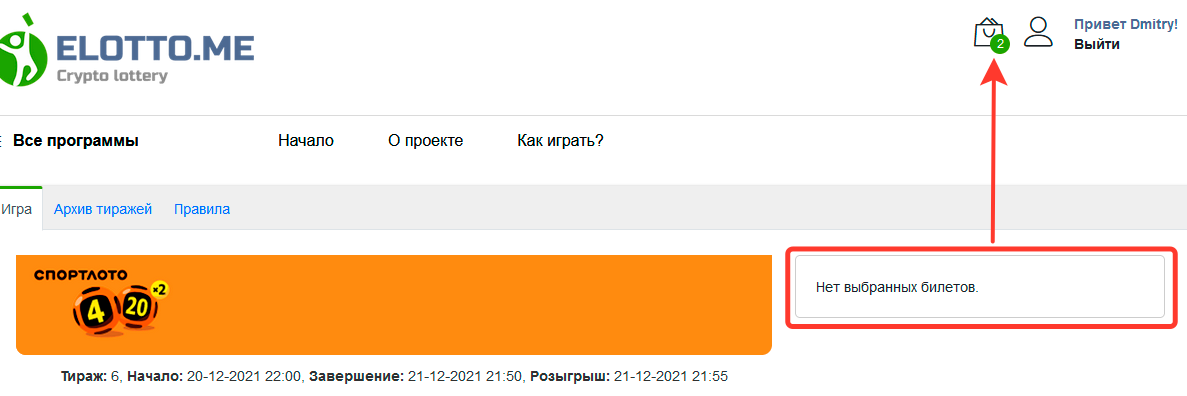 ELOTTO.ME
Crypto lottery
2
Привет Dmitry!
Выйти
Все программы
Начало
О проекте
Как играть?
Игра
Архив тиражей
Правила
СПОРТЛОТО
4 20 ×2
Нет выбранных билетов.
Тираж: 6, Начало: 20-12-2021 22:00, Завершение: 21-12-2021 21:50, Розыгрыш: 21-12-2021 21:55